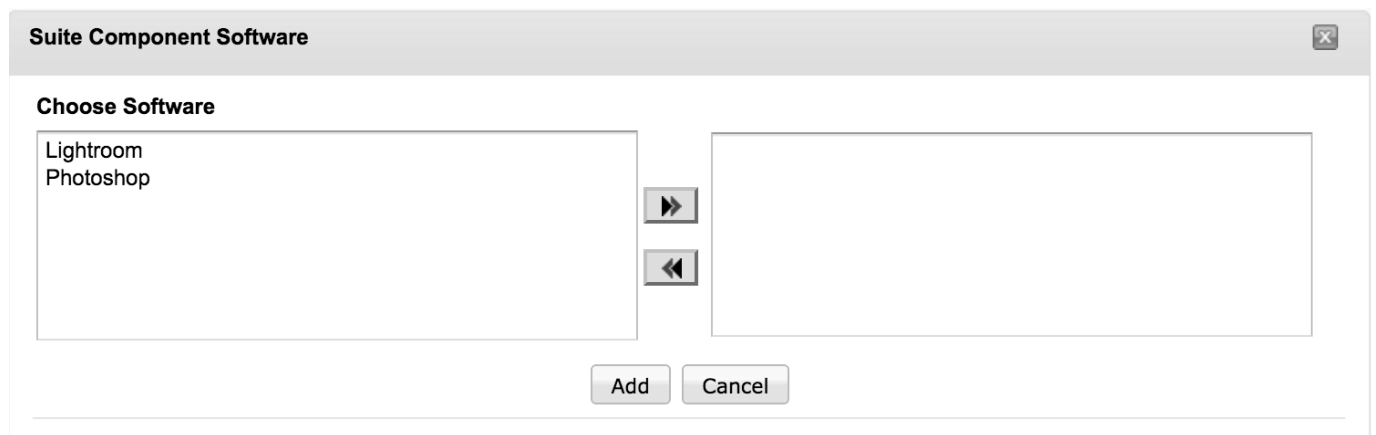 Suite Component Software
Choose Software
Lightroom
Photoshop
Add
Cancel